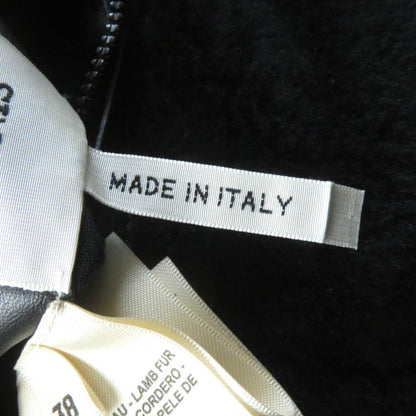 MADE IN ITALY
38
AU - LAMB FUR
CORDERO -
PELE DE